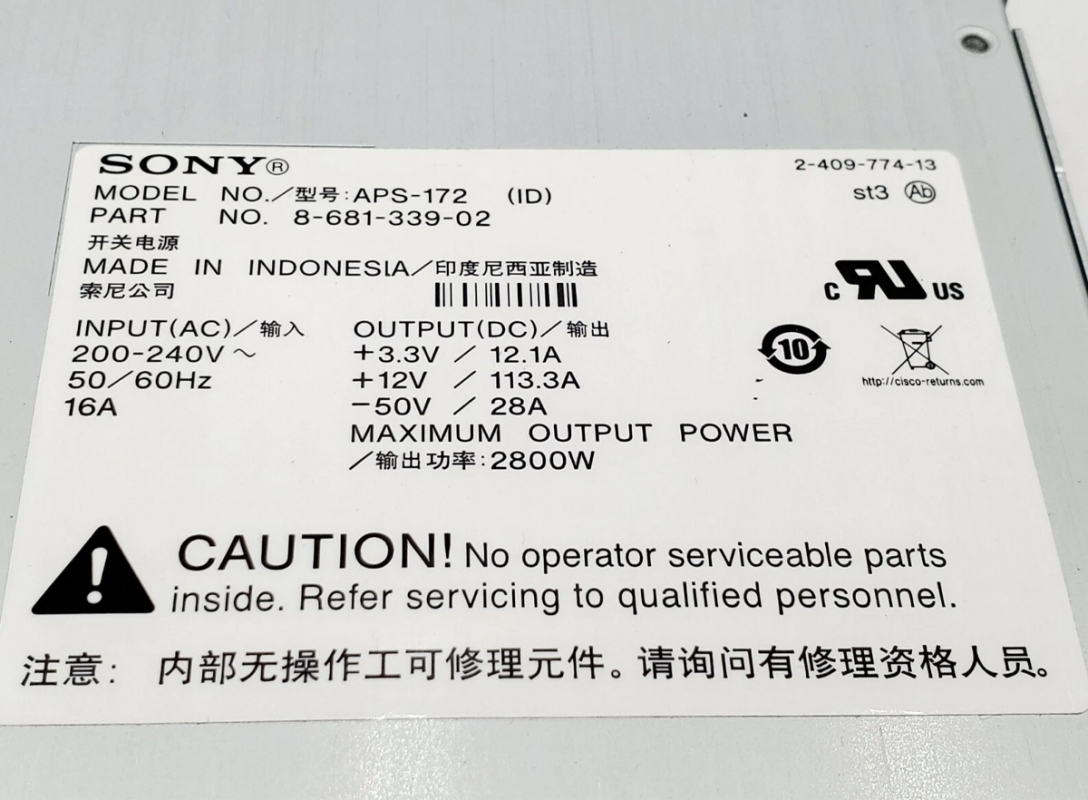 SONY®
2-409-774-13
MODEL NO./型号:APS-172 (ID)
st3 Ab
PART NO. 8-681-339-02
开关电源
MADE IN INDONESIA/印度尼西亚制造
索尼公司
c RU US
INPUT(AC)/输入
200-240V ~
50/60Hz
16A
OUTPUT(DC)/输出
+3.3V / 12.1A
+12V / 113.3A
-50V / 28A
MAXIMUM OUTPUT POWER
/输出功率:2800W
10
http://cisco-returns.com
CAUTION! No operator serviceable parts
inside. Refer servicing to qualified personnel.
注意: 内部无操作工可修理元件。请询问有修理资格人员。